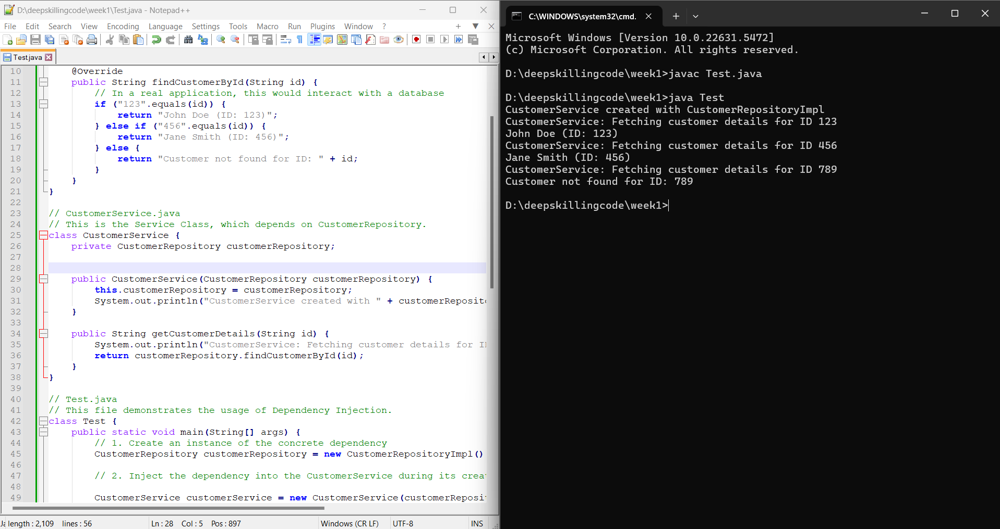 D:\deepskillingcode\week1\Test.java - Notepad++
File Edit Search View Encoding Language Settings Tools Macro Run Plugins Window ?
Test.java
10 @Override
11 public String findCustomerById(String id) {
12 // In a real application, this would interact with a database
13 if ("123".equals(id)) {
14 return "John Doe (ID: 123)";
15 } else if ("456".equals(id)) {
16 return "Jane Smith (ID: 456)";
17 } else {
18 return "Customer not found for ID: " + id;
19 }
20 }
21 }
22
23 // CustomerService.java
24 // This is the Service Class, which depends on CustomerRepository.
25 class CustomerService {
26 private CustomerRepository customerRepository;
27
28
29 public CustomerService(CustomerRepository customerRepository) {
30 this.customerRepository = customerRepository;
31 System.out.println("CustomerService created with " + customerReposit
32 }
33
34 public String getCustomerDetails(String id) {
35 System.out.println("CustomerService: Fetching customer details for I
36 return customerRepository.findCustomerById(id);
37 }
38 }
39
40 // Test.java
41 // This file demonstrates the usage of Dependency Injection.
42 class Test {
43 public static void main(String[] args) {
44 // 1. Create an instance of the concrete dependency
45 CustomerRepository customerRepository = new CustomerRepositoryImpl()
46
47 // 2. Inject the dependency into the CustomerService during its crea
48
49 CustomerService customerService = new CustomerService(customerReposi
Ja length : 2,109 lines : 56 Ln : 28 Col : 5 Pos : 897 Windows (CR LF) UTF-8 INS
C:\WINDOWS\system32\cmd.
Microsoft Windows [Version 10.0.22631.5472]
(c) Microsoft Corporation. All rights reserved.
D:\deepskillingcode\week1>javac Test.java
D:\deepskillingcode\week1>java Test
CustomerService created with CustomerRepositoryImpl
CustomerService: Fetching customer details for ID 123
John Doe (ID: 123)
CustomerService: Fetching customer details for ID 456
Jane Smith (ID: 456)
CustomerService: Fetching customer details for ID 789
Customer not found for ID: 789
D:\deepskillingcode\week1>